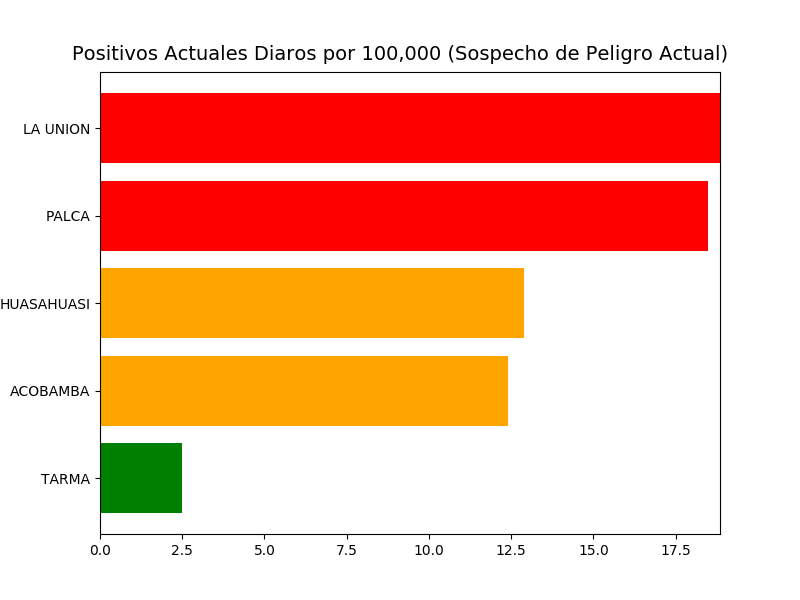 Positivos Actuales Diaros por 100,000 (Sospecho de Peligro Actual)
LA UNION
PALCA
HUASAHUASI
ACOBAMBA
TARMA
0.0 2.5 5.0 7.5 10.0 12.5 15.0 17.5